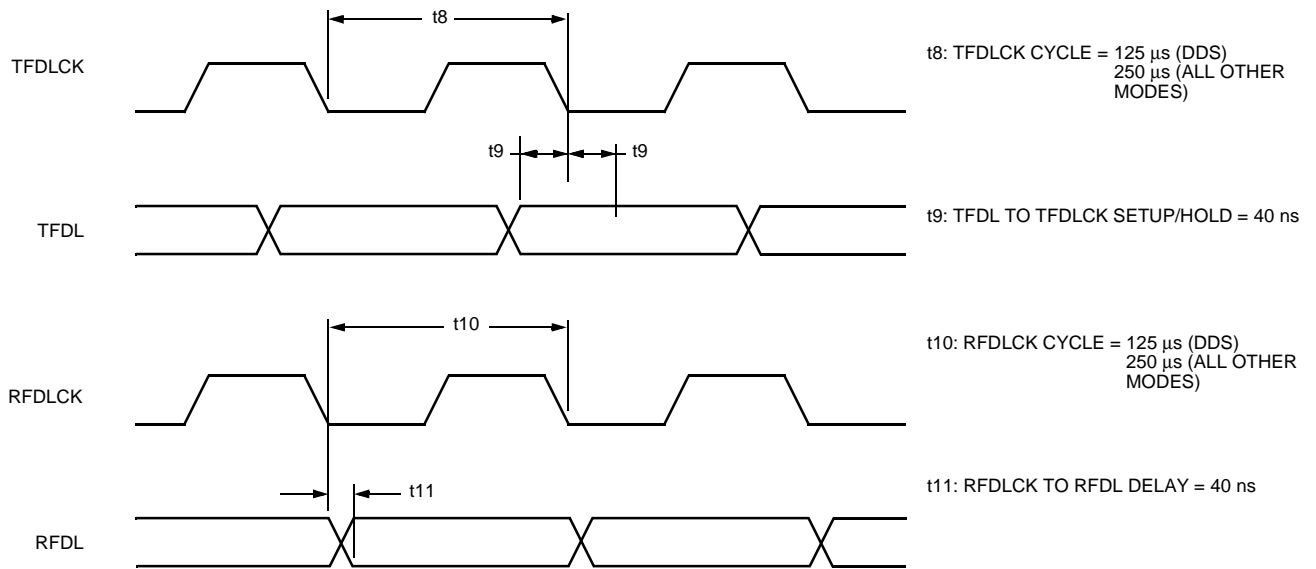 t8
TFDLCK
t8: TFDLCK CYCLE = 125 μs (DDS)
250 μs (ALL OTHER
MODES)
t9
t9
TFDL
t9: TFDL TO TFDLCK SETUP/HOLD = 40 ns
t10
RFDLCK
t10: RFDLCK CYCLE = 125 μs (DDS)
250 μs (ALL OTHER
MODES)
t11
t11: RFDLCK TO RFDL DELAY = 40 ns
RFDL